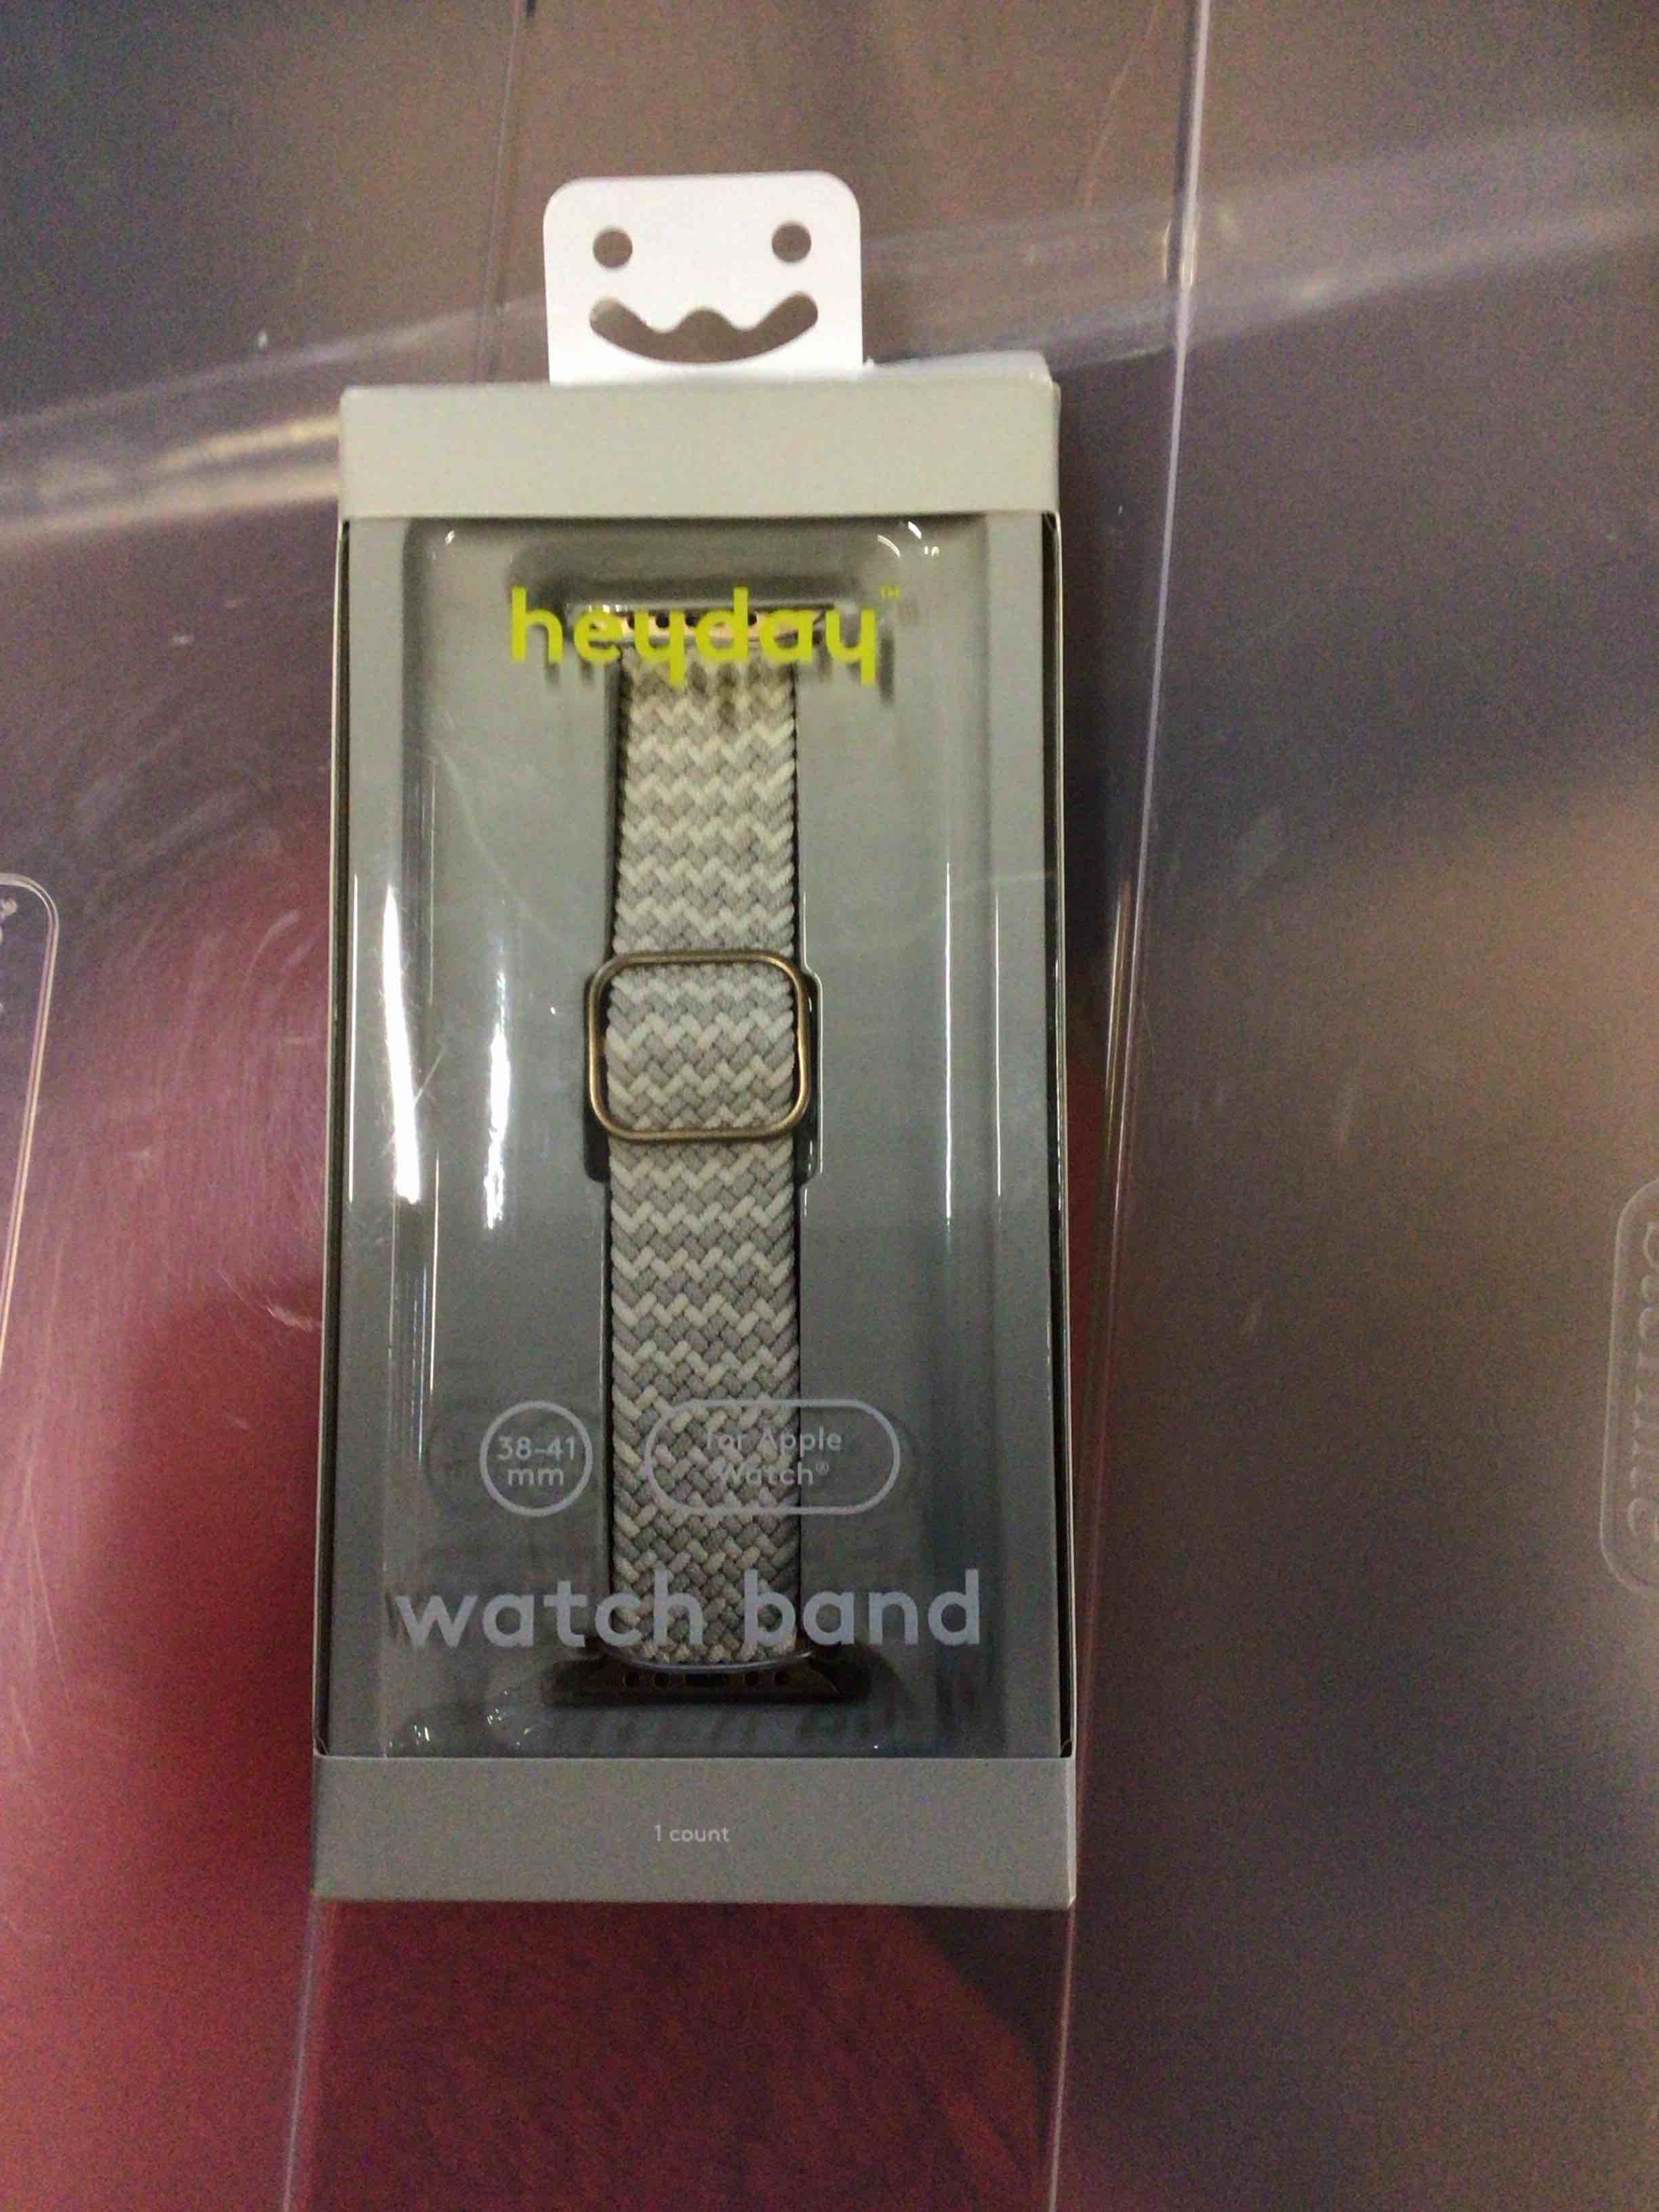 heyday™
38-41
mm
for Apple
Watch®
watch band
1 count